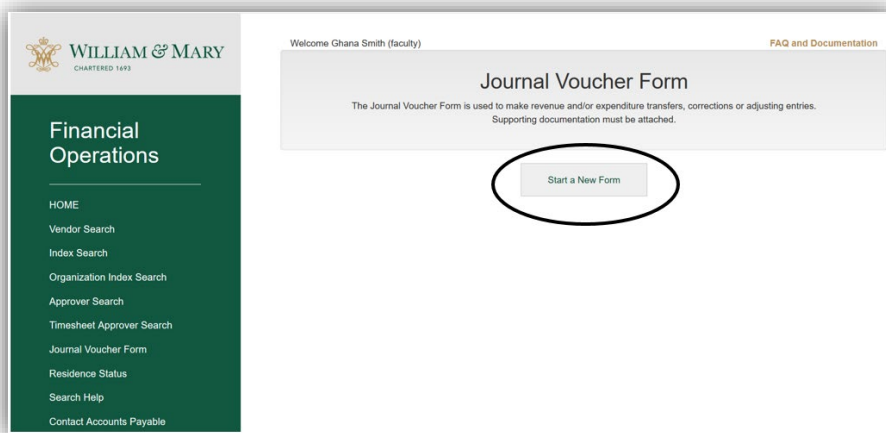 WILLIAM & MARY
CHARTERED 1693
Financial
Operations
HOME
Vendor Search
Index Search
Organization Index Search
Approver Search
Timesheet Approver Search
Journal Voucher Form
Residence Status
Search Help
Contact Accounts Payable
Welcome Ghana Smith (faculty)
FAQ and Documentation
Journal Voucher Form
The Journal Voucher Form is used to make revenue and/or expenditure transfers, corrections or adjusting entries.
Supporting documentation must be attached.
Start a New Form